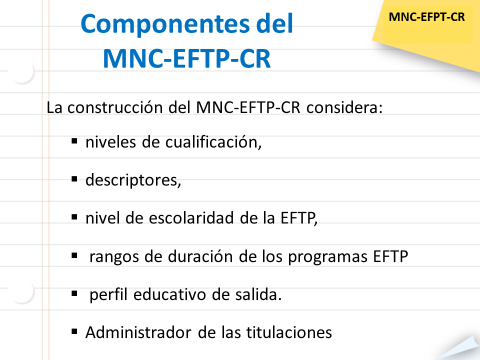 MNC-EFPT-CR
Componentes del
MNC-EFTP-CR
La construcción del MNC-EFTP-CR considera:
▪ niveles de cualificación,
▪ descriptores,
▪ nivel de escolaridad de la EFTP,
▪ rangos de duración de los programas EFTP
▪ perfil educativo de salida.
▪ Administrador de las titulaciones